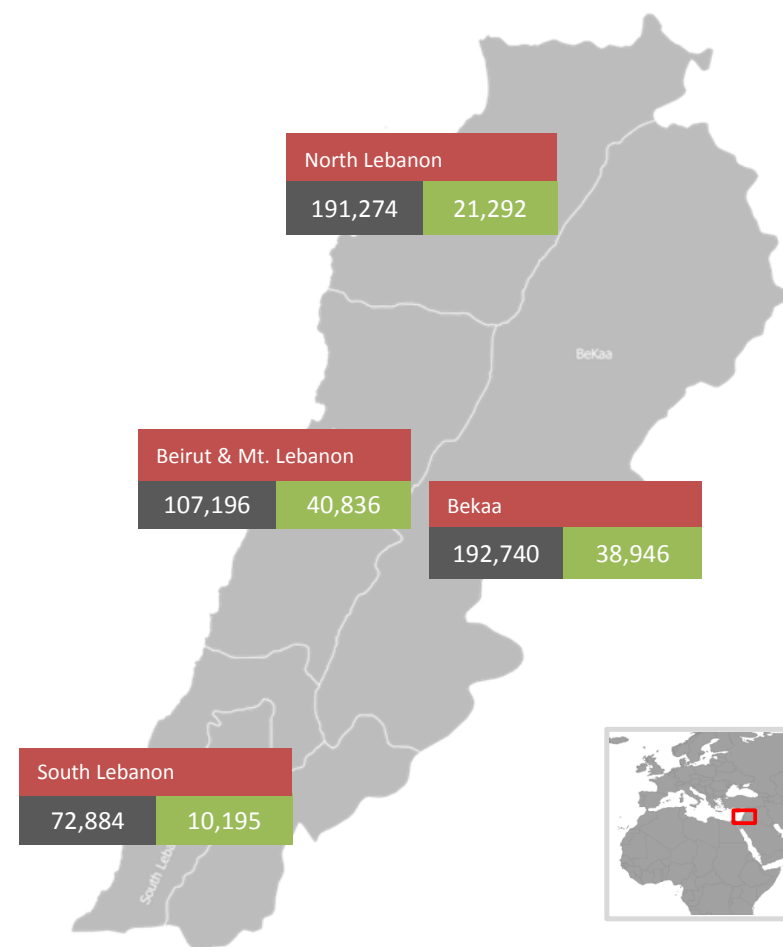 North Lebanon
191,274 21,292
BeKaa
Beirut & Mt. Lebanon
107,196 40,836
Bekaa
192,740 38,946
South Lebanon
72,884 10,195
South